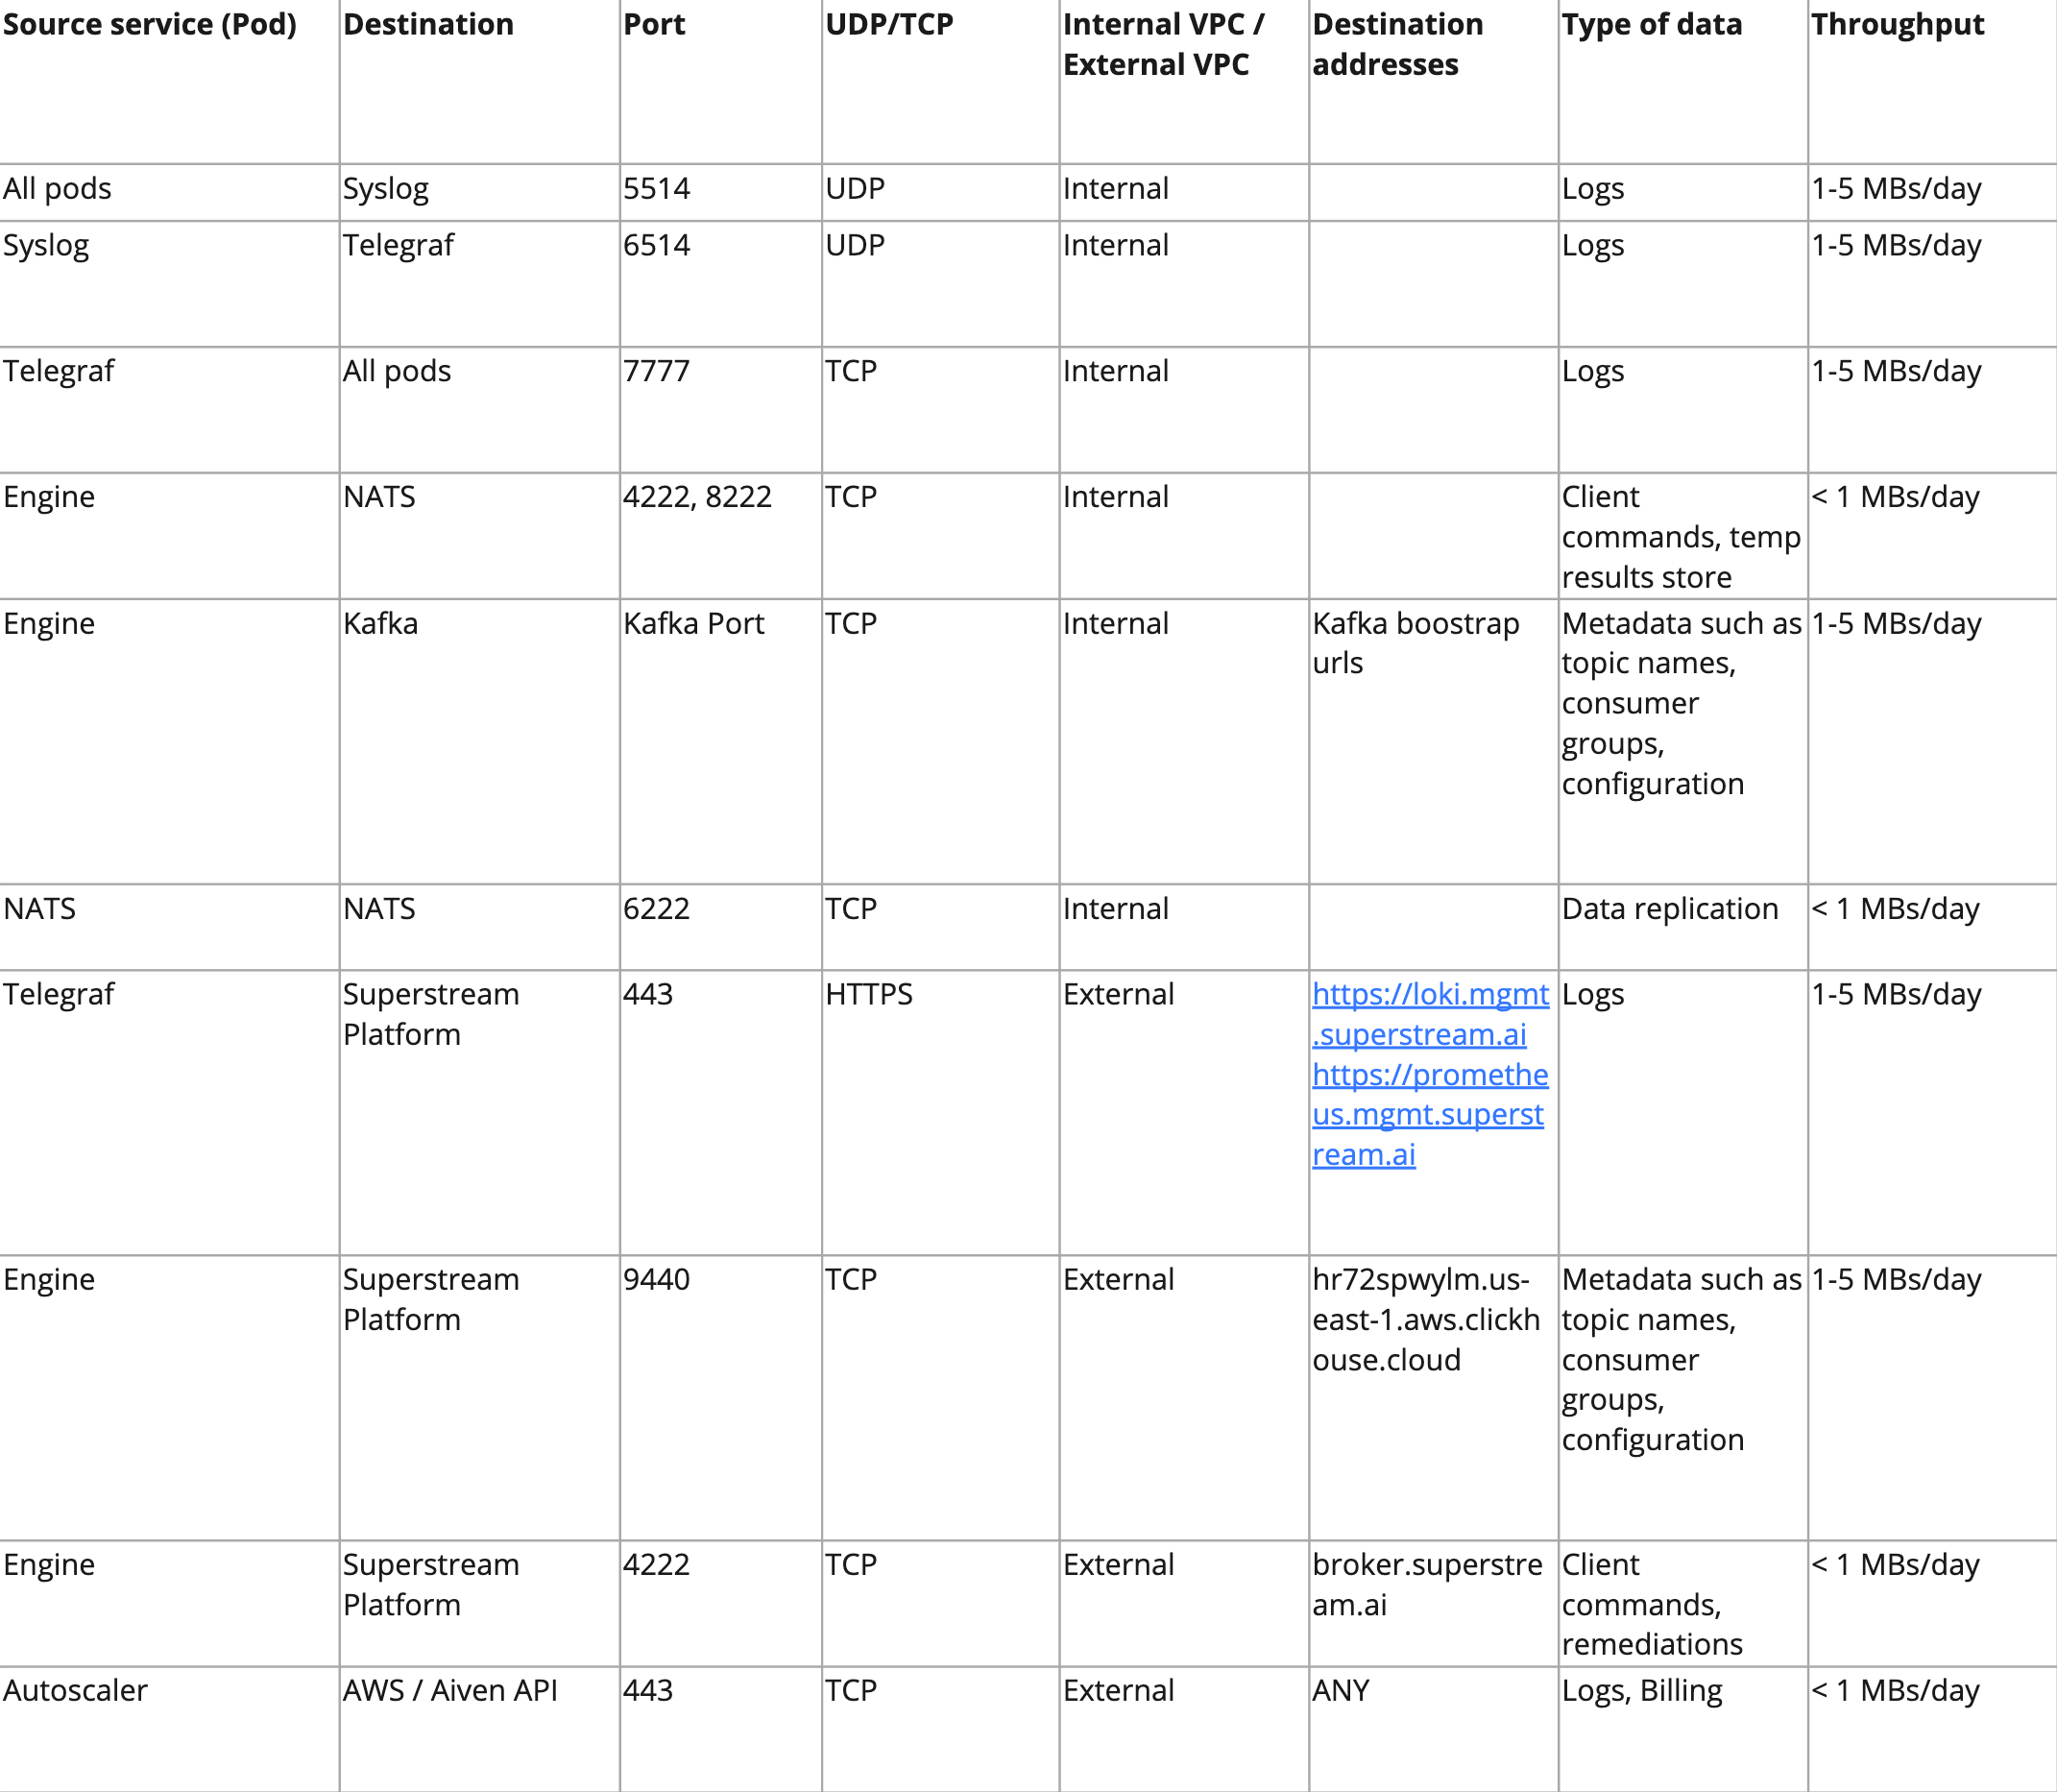 Source service (Pod) Destination Port UDP/TCP Internal VPC / External VPC Destination addresses Type of data Throughput
All pods Syslog 5514 UDP Internal Logs 1-5 MBs/day
Syslog Telegraf 6514 UDP Internal Logs 1-5 MBs/day
Telegraf All pods 7777 TCP Internal Logs 1-5 MBs/day
Engine NATS 4222, 8222 TCP Internal Client commands, temp results store < 1 MBs/day
Engine Kafka Kafka Port TCP Internal Kafka boostrap urls Metadata such as topic names, consumer groups, configuration 1-5 MBs/day
NATS NATS 6222 TCP Internal Data replication < 1 MBs/day
Telegraf Superstream Platform 443 HTTPS External https://loki.mgmt.superstream.ai https://prometheus.mgmt.superstream.ai Logs 1-5 MBs/day
Engine Superstream Platform 9440 TCP External hr72spwylm.us-east-1.aws.clickhouse.cloud Metadata such as topic names, consumer groups, configuration 1-5 MBs/day
Engine Superstream Platform 4222 TCP External broker.superstream.ai Client commands, remediations < 1 MBs/day
Autoscaler AWS / Aiven API 443 TCP External ANY Logs, Billing < 1 MBs/day